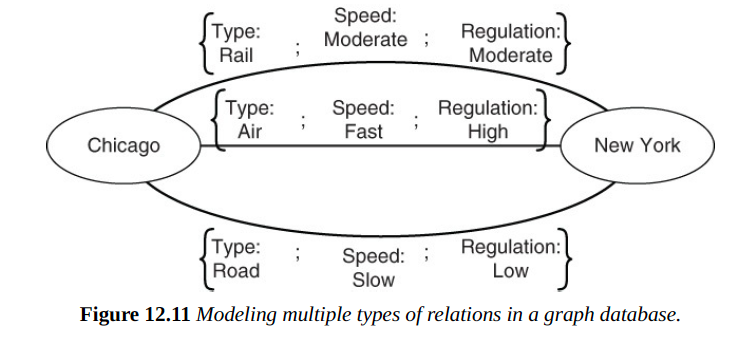 Type: Rail ; Speed: Moderate ; Regulation: Moderate
Type: Air ; Speed: Fast ; Regulation: High
Chicago
New York
Type: Road ; Speed: Slow ; Regulation: Low
Figure 12.11 Modeling multiple types of relations in a graph database.